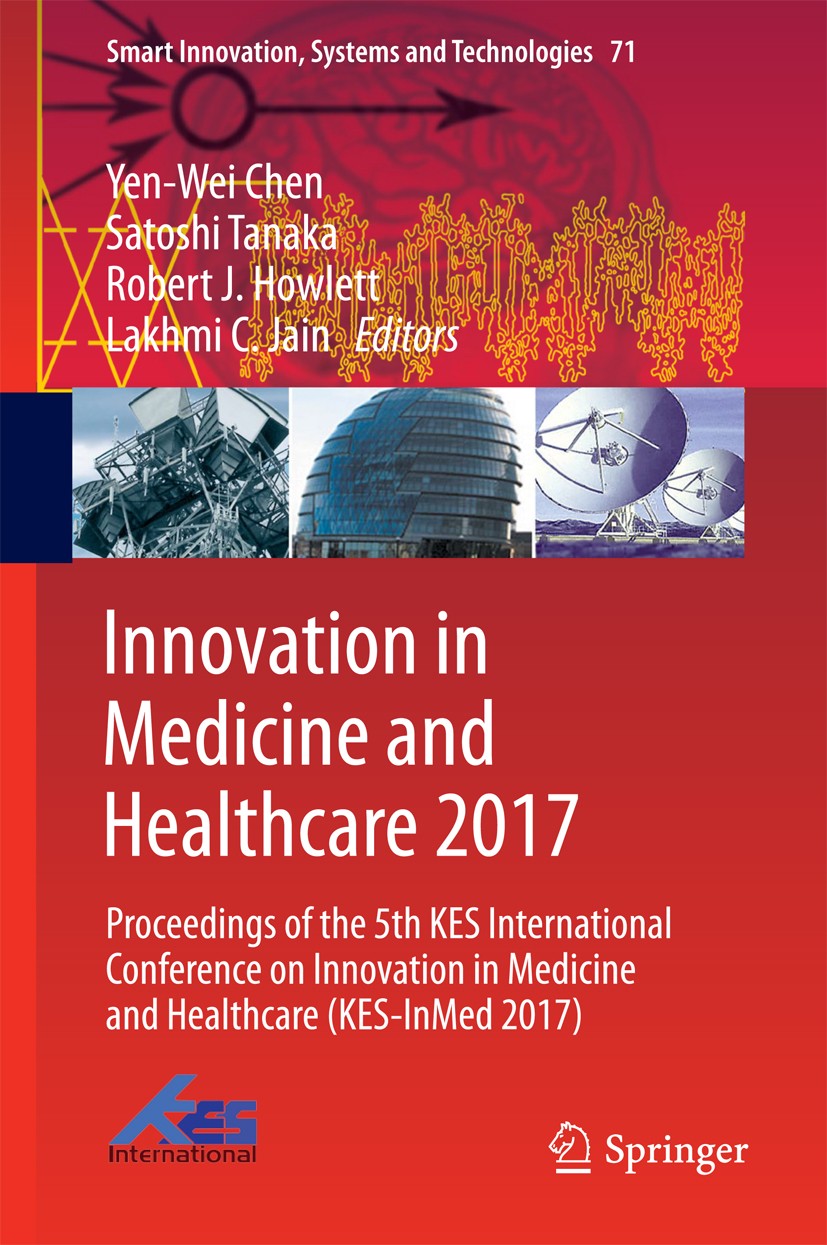 Smart Innovation, Systems and Technologies 71
Yen-Wei Chen
Satoshi Tanaka
Robert J. Howlett
Lakhmi C. Jain Editors
Innovation in
Medicine and
Healthcare 2017
Proceedings of the 5th KES International
Conference on Innovation in Medicine
and Healthcare (KES-InMed 2017)
KES
International
Springer